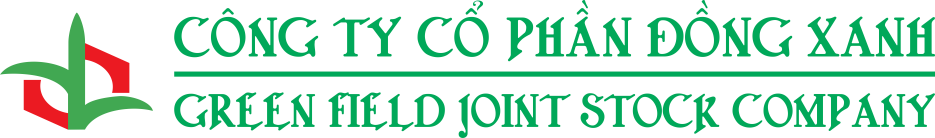 CÔNG TY CỔ PHẦN ĐỒNG XANH
GREEN FIELD JOINT STOCK COMPANY